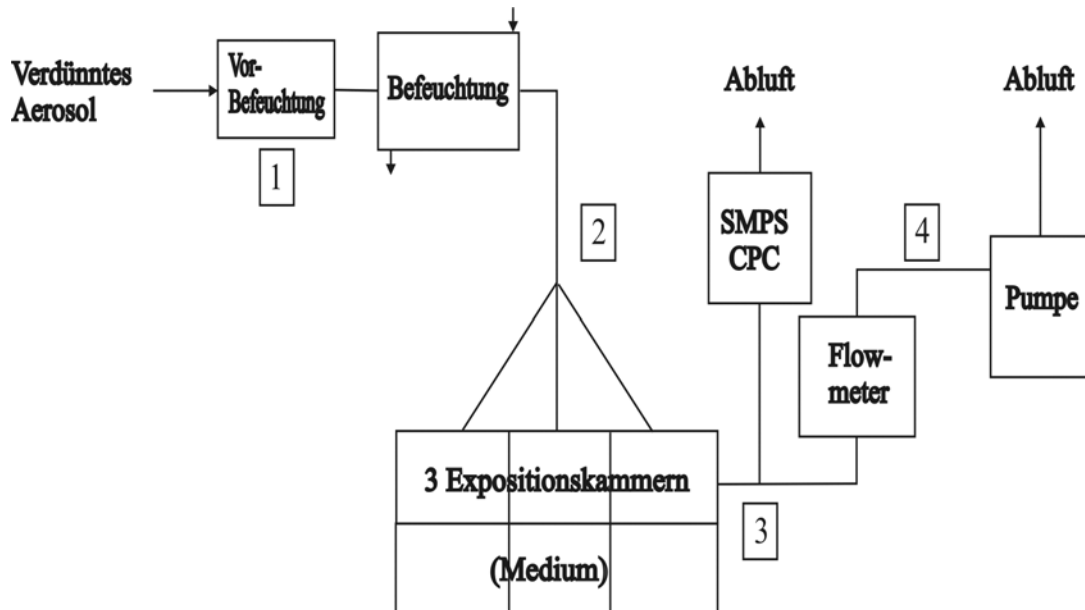 Verdünntes
Aerosol
Vor-
Befeuchtung
1
Befeuchtung
2
Abluft
SMPS
CPC
Abluft
4
Pumpe
Flow-
meter
3 Expositionskammern
3
(Medium)